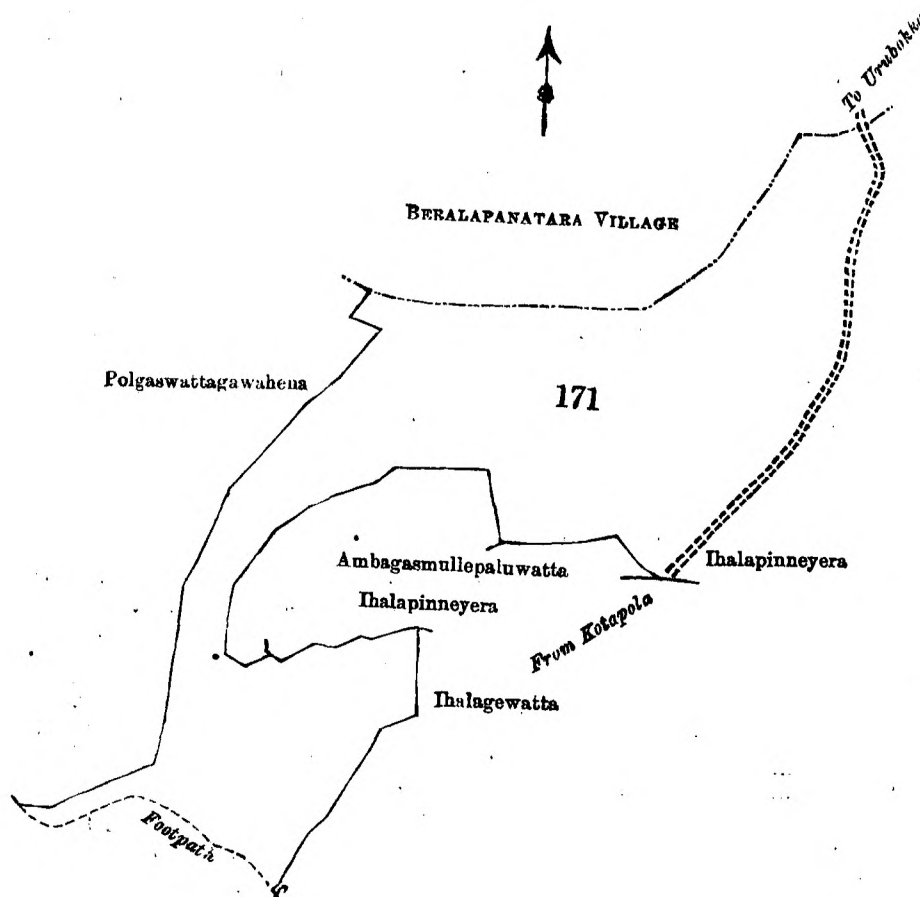 To Urubokka
BERALAPANATARA VILLAGE
Polgaswattagawahena
171
Ambagasmullepaluwatta
Ihalapinneyera
Ihalapinneyera
From Kotapola
Ihalagewatta
Footpath